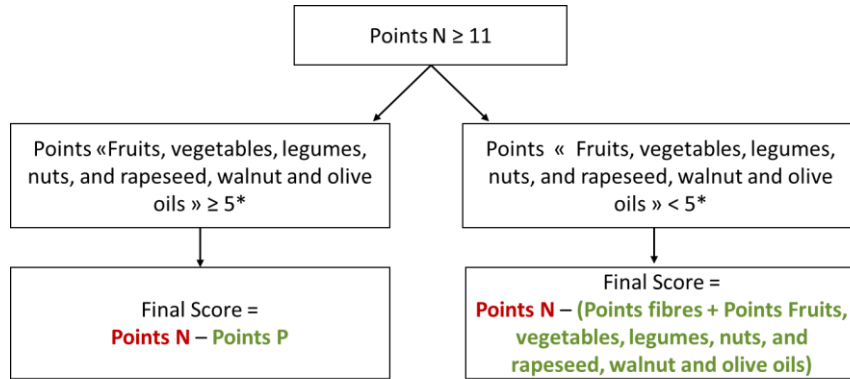 Points N ≥ 11
Points «Fruits, vegetables, legumes,
nuts, and rapeseed, walnut and olive
oils » ≥ 5*
Points « Fruits, vegetables, legumes,
nuts, and rapeseed, walnut and olive
oils » < 5*
Final Score =
Points N – Points P
Final Score =
Points N – (Points fibres + Points Fruits,
vegetables, legumes, nuts, and
rapeseed, walnut and olive oils)